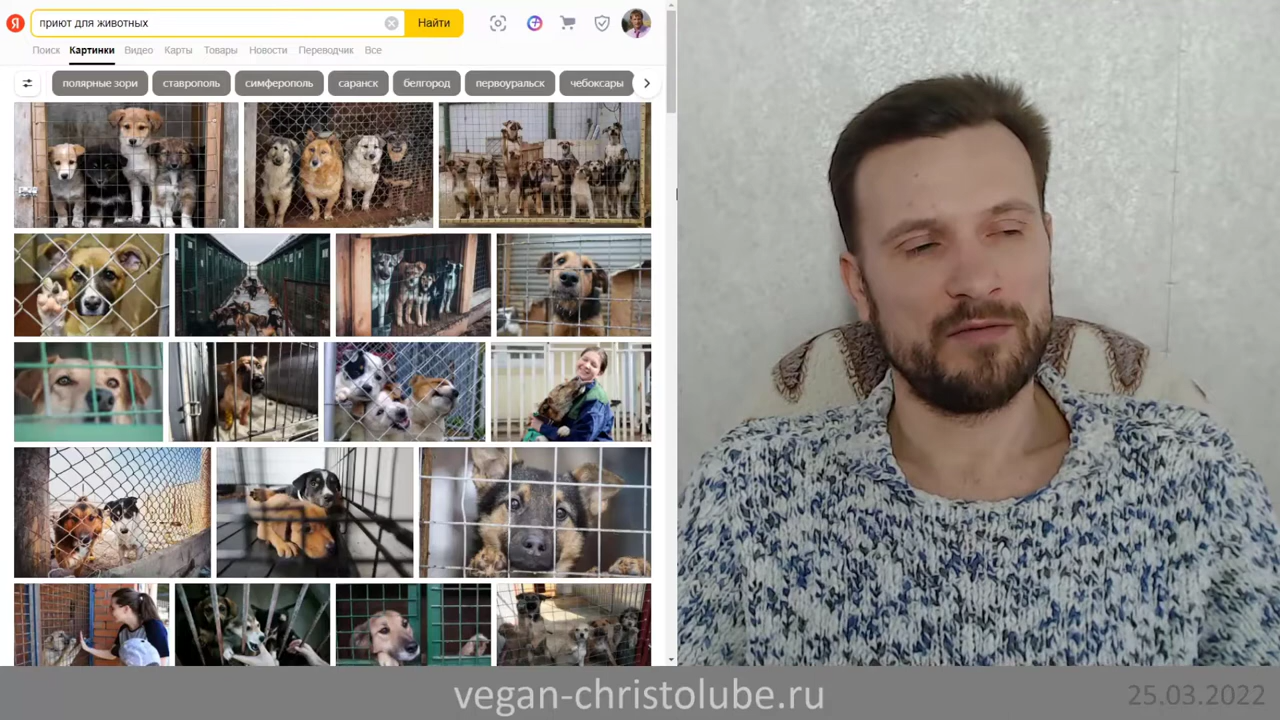 Я приют для животных Найти
Поиск Картинки Видео Карты Товары Новости Переводчик Все
полярные зори ставрополь симферополь саранск белгород первоуральск чебоксары
vegan-christolube.ru 25.03.2022